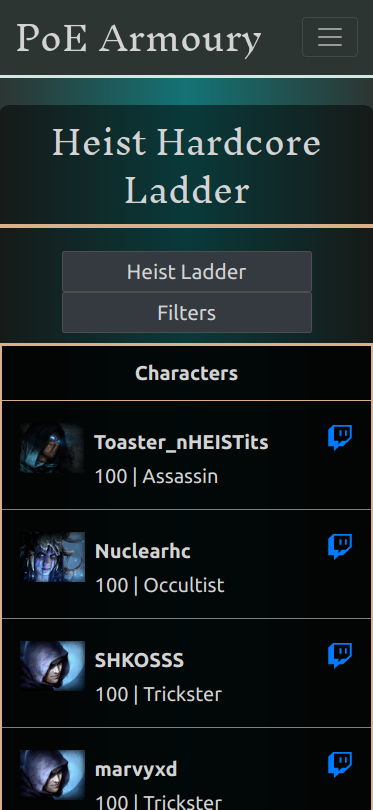 PoE Armoury
Heist Hardcore
Ladder
Heist Ladder
Filters
Characters
Toaster_nHEISTits
100 | Assassin
Nuclearhc
100 | Occultist
SHKOSSS
100 | Trickster
marvyxd
100 | Trickster